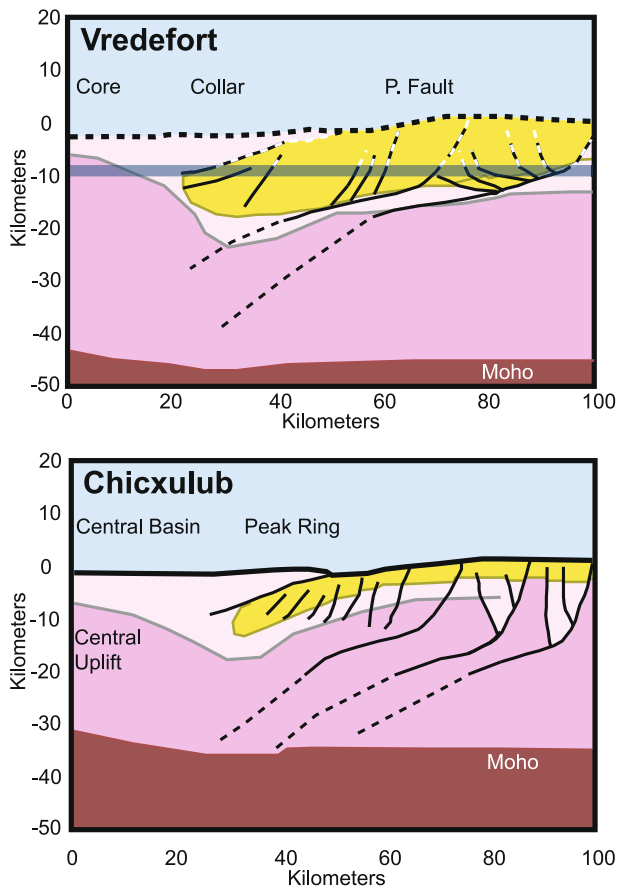 Vredefort
Core Collar P. Fault
20
10
0
-10
-20
-30
-40
-50
Kilometers
Moho
0 20 40 60 80 100
Kilometers
Chicxulub
Central Basin Peak Ring
Central
Uplift
20
10
0
-10
-20
-30
-40
-50
Kilometers
Moho
0 20 40 60 80 100
Kilometers